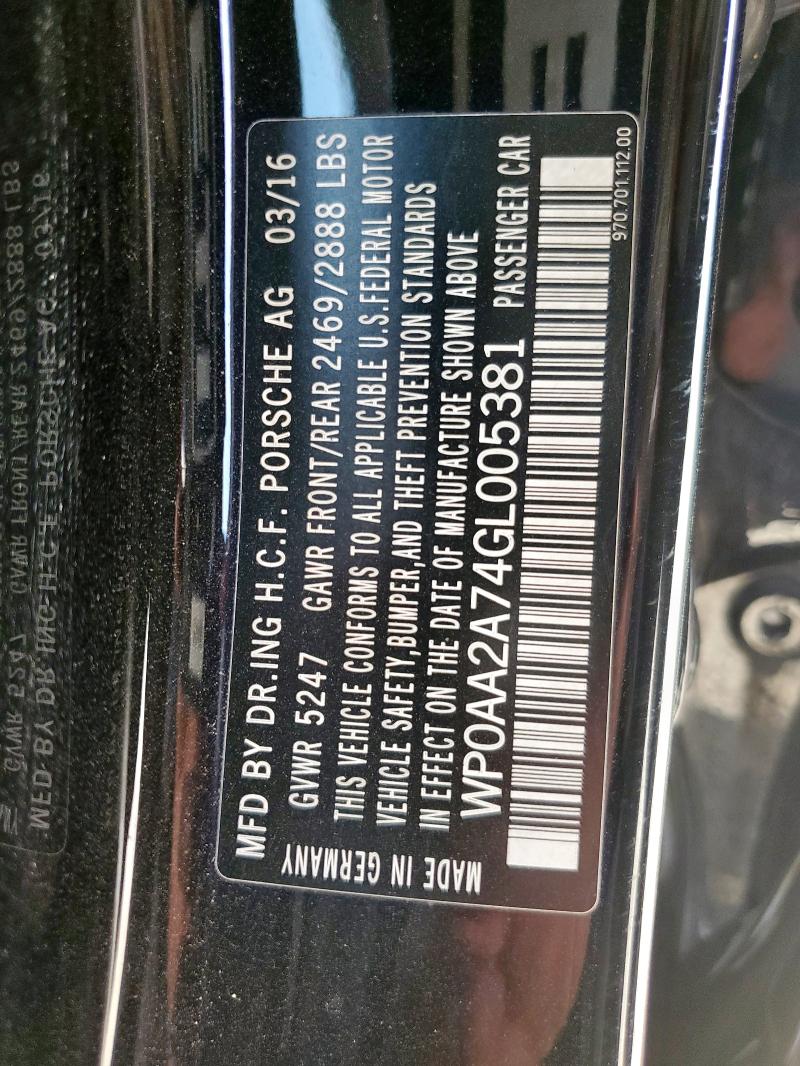 MFD BY DR.ING H.C.F. PORSCHE AG 03/16
GVWR 5247 GAWR FRONT/REAR 2469/2888 LBS
THIS VEHICLE CONFORMS TO ALL APPLICABLE U.S.FEDERAL MOTOR
VEHICLE SAFETY,BUMPER,AND THEFT PREVENTION STANDARDS
IN EFFECT ON THE DATE OF MANUFACTURE SHOWN ABOVE
WP0AA2A74GL005381 PASSENGER CAR
970.701.112.00
MADE IN GERMANY